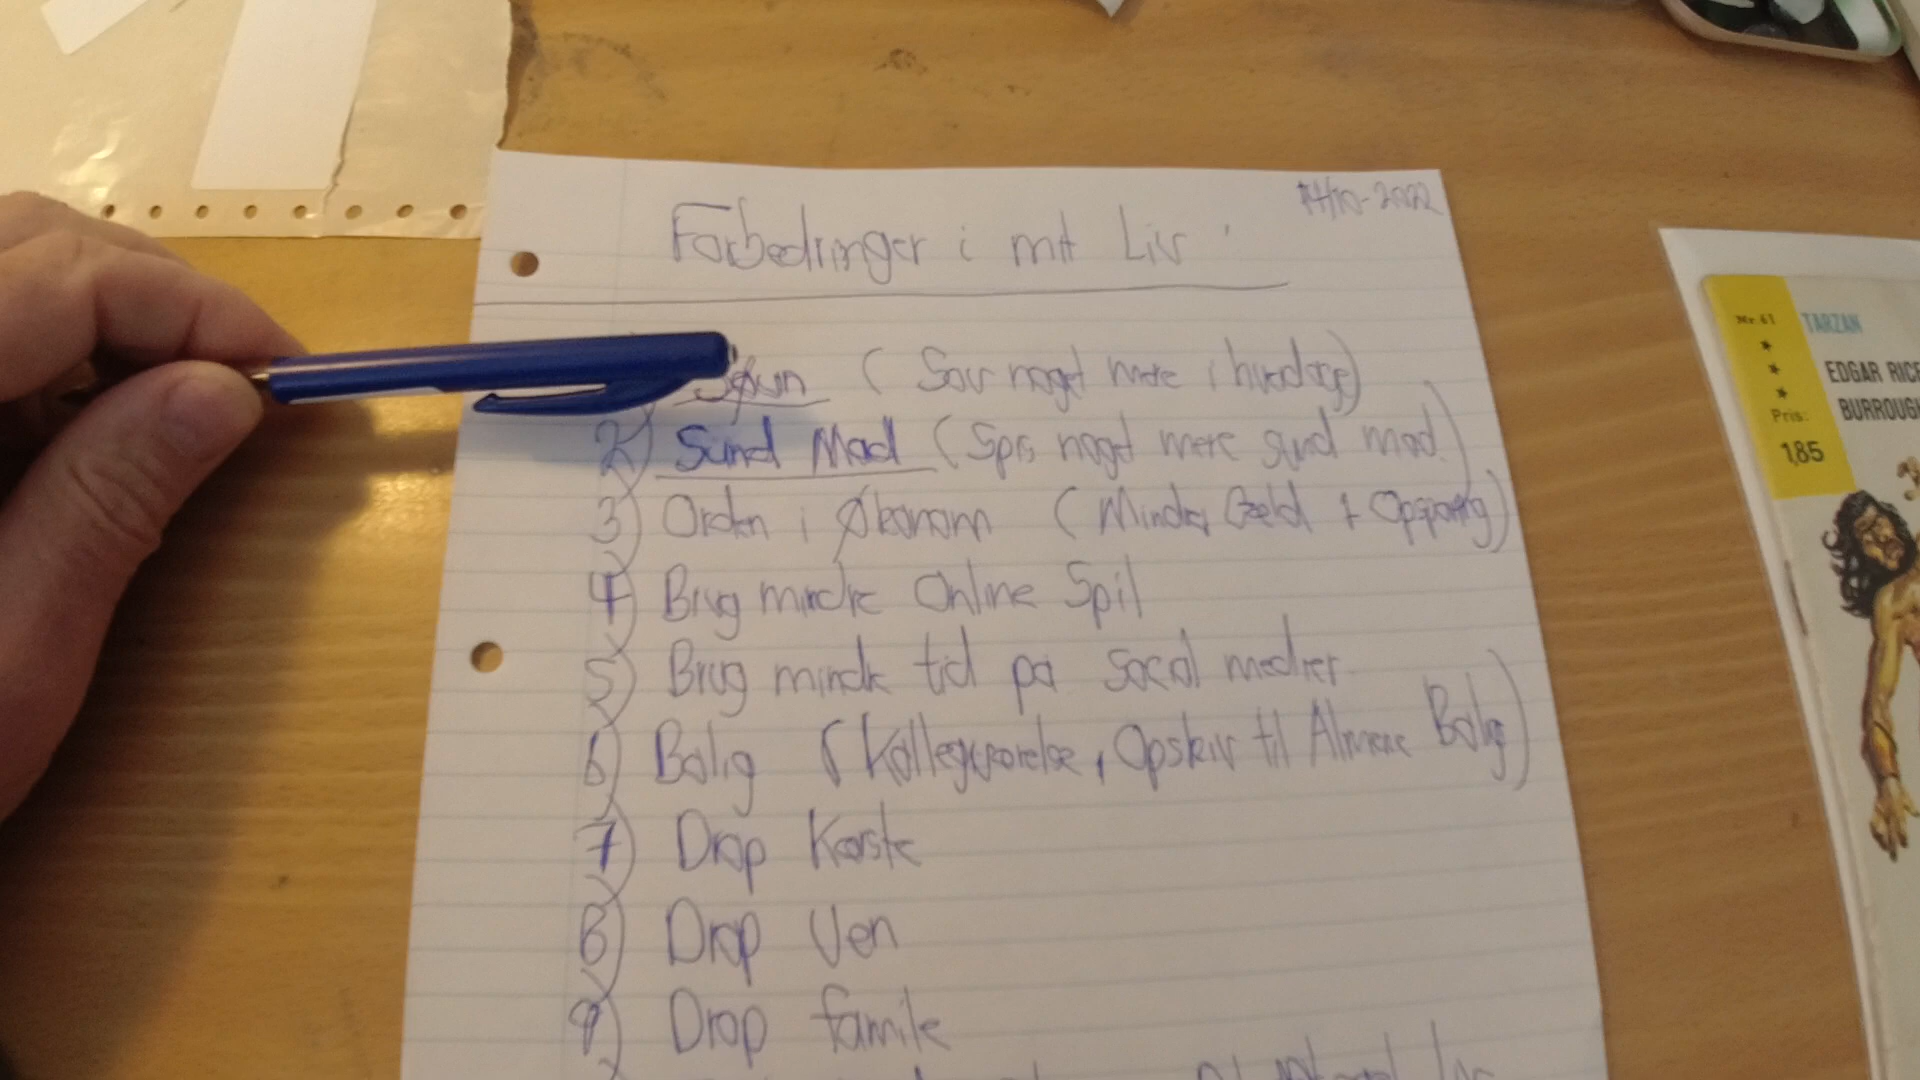 14/10-2022
Forbedringer i mit Liv:
Søvn (Sov noget mere i hverdage)
2) Sund Mad (Spis noget mere sund mad.)
3) Orden i Økonomi (Mindre Gæld + Opsparing)
4) Brug mindre Online Spil
5) Brug mindre tid på social medier
6) Bolig (Kollegieværelse, Opskriv til Almene Bolig)
7) Drop Kæreste
8) Drop Ven
9) Drop familie
Nr. 61
TARZAN
EDGAR RICE
BURROUGH
Pris:
1,85